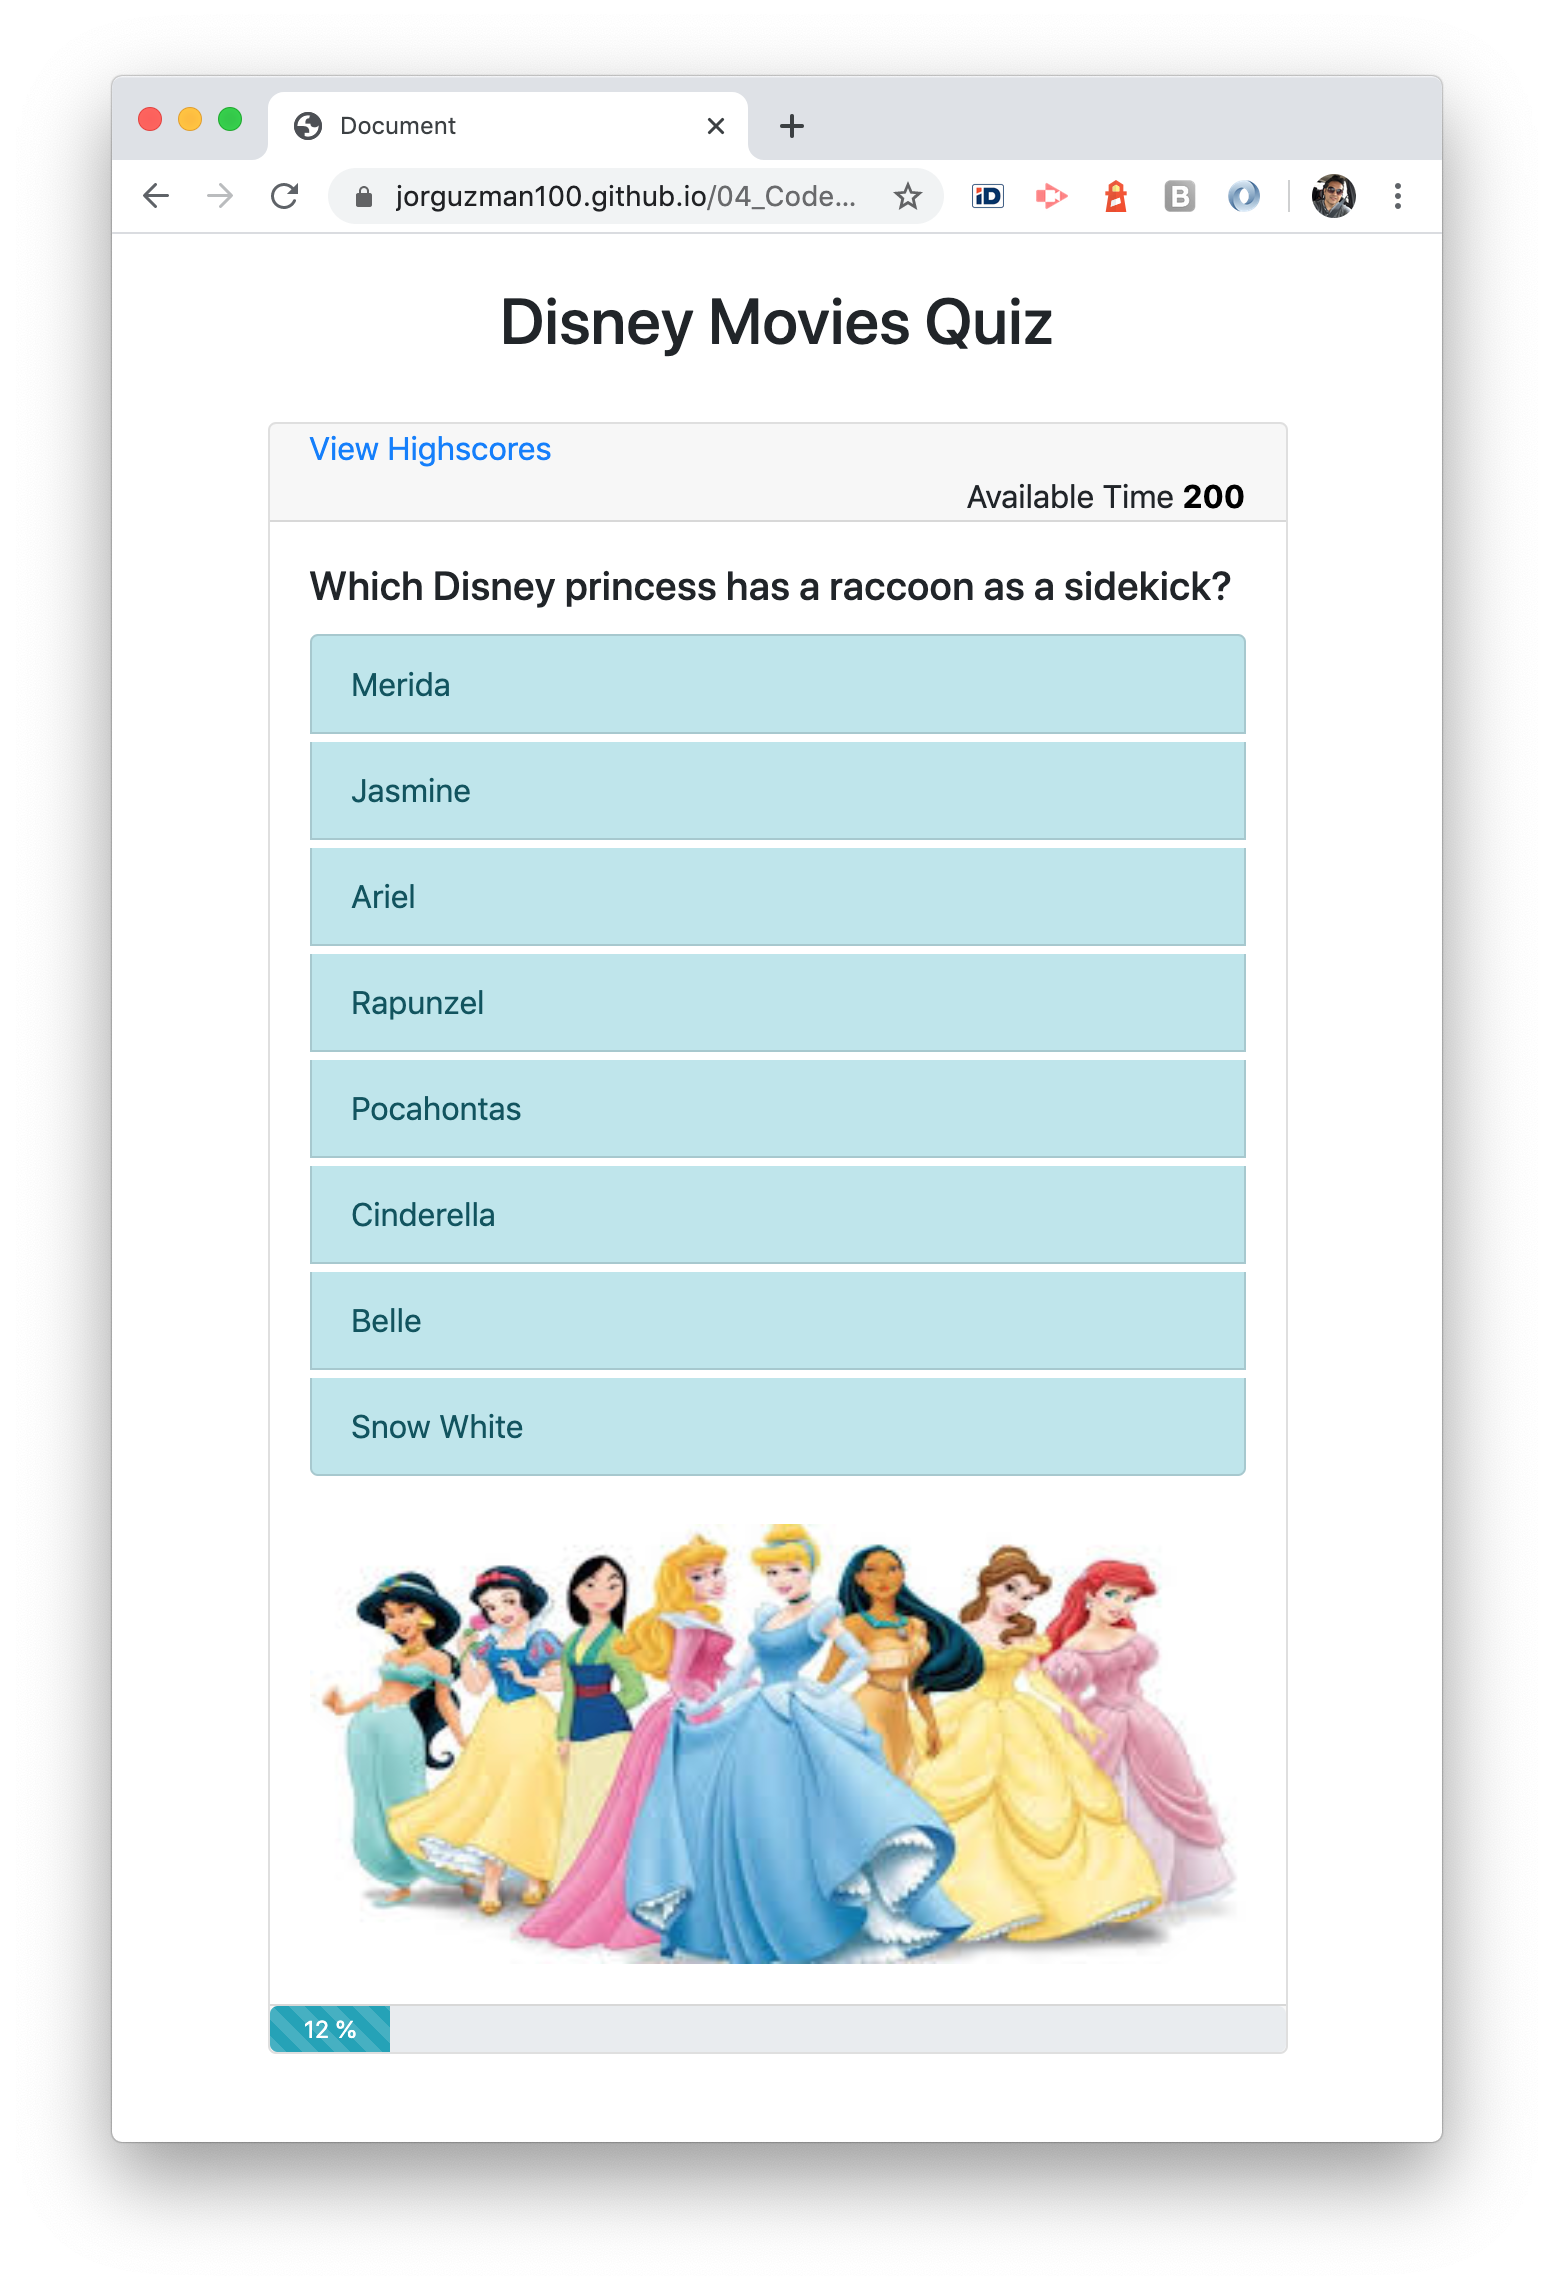 Document
jorguzman100.github.io/04_Code...
iD
B
Disney Movies Quiz
View Highscores
Available Time 200
Which Disney princess has a raccoon as a sidekick?
Merida
Jasmine
Ariel
Rapunzel
Pocahontas
Cinderella
Belle
Snow White
12 %